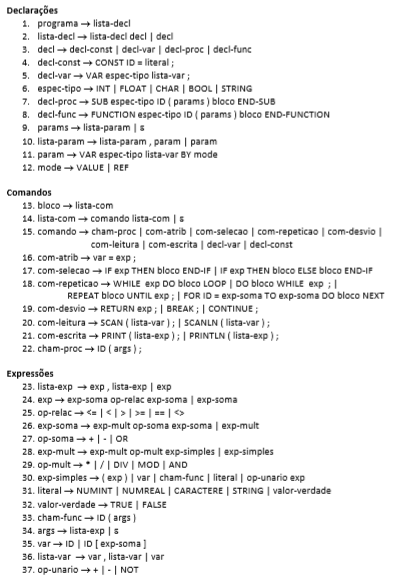 Declarações
1. programa → lista-decl
2. lista-decl → lista-decl decl | decl
3. decl → decl-const | decl-var | decl-proc | decl-func
4. decl-const → CONST ID = literal ;
5. decl-var → VAR espec-tipo lista-var ;
6. espec-tipo → INT | FLOAT | CHAR | BOOL | STRING
7. decl-proc → SUB espec-tipo ID ( params ) bloco END-SUB
8. decl-func → FUNCTION espec-tipo ID ( params ) bloco END-FUNCTION
9. params → lista-param | ε
10. lista-param → lista-param , param | param
11. param → VAR espec-tipo lista-var BY mode
12. mode → VALUE | REF
Comandos
13. bloco → lista-com
14. lista-com → comando lista-com | ε
15. comando → cham-proc | com-atrib | com-selecao | com-repeticao | com-desvio |
com-leitura | com-escrita | decl-var | decl-const
16. com-atrib → var = exp ;
17. com-selecao → IF exp THEN bloco END-IF | IF exp THEN bloco ELSE bloco END-IF
18. com-repeticao → WHILE exp DO bloco LOOP | DO bloco WHILE exp ; |
REPEAT bloco UNTIL exp ; | FOR ID = exp-soma TO exp-soma DO bloco NEXT
19. com-desvio → RETURN exp ; | BREAK ; | CONTINUE ;
20. com-leitura → SCAN ( lista-var ) ; | SCANLN ( lista-var ) ;
21. com-escrita → PRINT ( lista-exp ) ; | PRINTLN ( lista-exp ) ;
22. cham-proc → ID ( args ) ;
Expressões
23. lista-exp → exp , lista-exp | exp
24. exp → exp-soma op-relac exp-soma | exp-soma
25. op-relac → <= | < | > | >= | == | <>
26. exp-soma → exp-mult op-soma exp-soma | exp-mult
27. op-soma → + | - | OR
28. exp-mult → exp-mult op-mult exp-simples | exp-simples
29. op-mult → * | / | DIV | MOD | AND
30. exp-simples → ( exp ) | var | cham-func | literal | op-unario exp
31. literal → NUMINT | NUMREAL | CARACTERE | STRING | valor-verdade
32. valor-verdade → TRUE | FALSE
33. cham-func → ID ( args )
34. args → lista-exp | ε
35. var → ID | ID [ exp-soma ]
36. lista-var → var , lista-var | var
37. op-unario → + | - | NOT